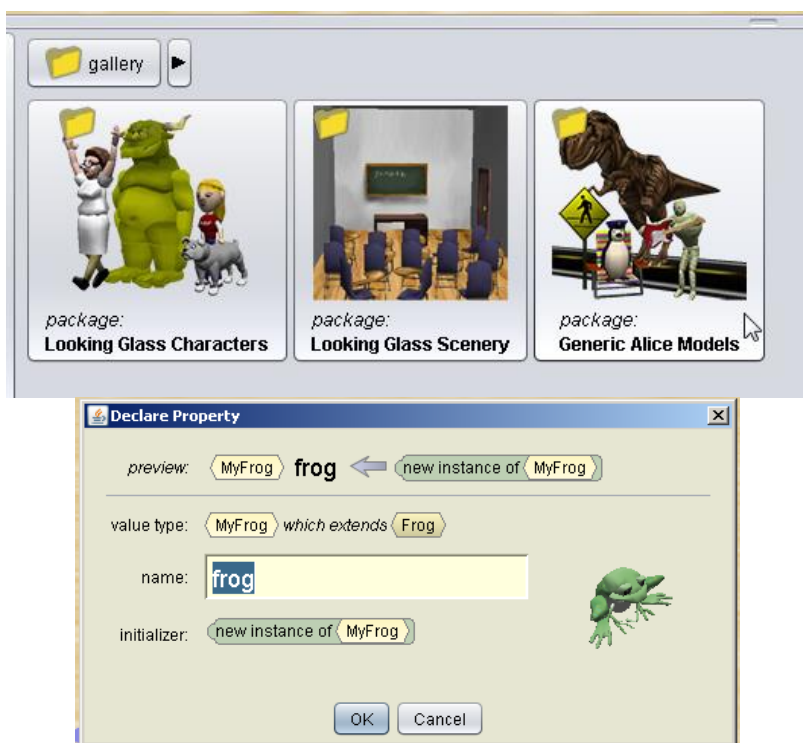 gallery
package:
Looking Glass Characters
package:
Looking Glass Scenery
package:
Generic Alice Models
Declare Property
preview: MyFrog frog new instance of MyFrog
value type: MyFrog which extends Frog
name: frog
initializer: new instance of MyFrog
OK Cancel